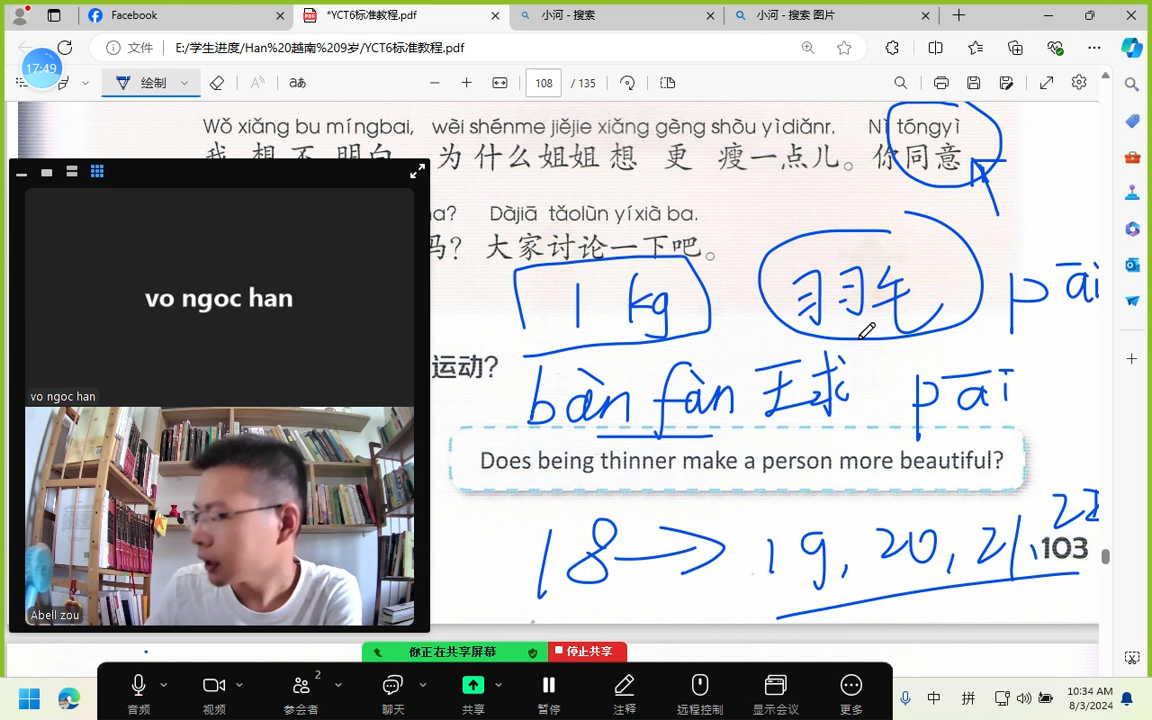 Facebook
*YCT6标准教程.pdf
小河 - 搜索
小河 - 搜索 图片
文件
E:/学生进度/Han%20越南%209岁/YCT6标准教程.pdf
17:49
绘制
aあ
108 / 135
Wǒ xiǎng bu míngbai, wèi shénme jiějie xiǎng gèng shòu yìdiǎnr. Nǐ tóngyì
我 想 不 明白 为 什么 姐姐 想 更 瘦 一点儿。 你 同意
ma? Dàjiā tǎolùn yíxià ba.
吗? 大家 讨论 一下 吧。
1 kg 羽毛 pāi
运动?
bàn fàn 王求 pāi
Does being thinner make a person more beautiful?
18 → 19, 20, 21, 22
103
vo ngoc han
vo ngoc han
Abell zou
你正在共享屏幕 停止共享
音频
视频
2
参会者
聊天
共享
暂停
注释
远程控制
显示会议
更多
中
拼
10:34 AM
8/3/2024